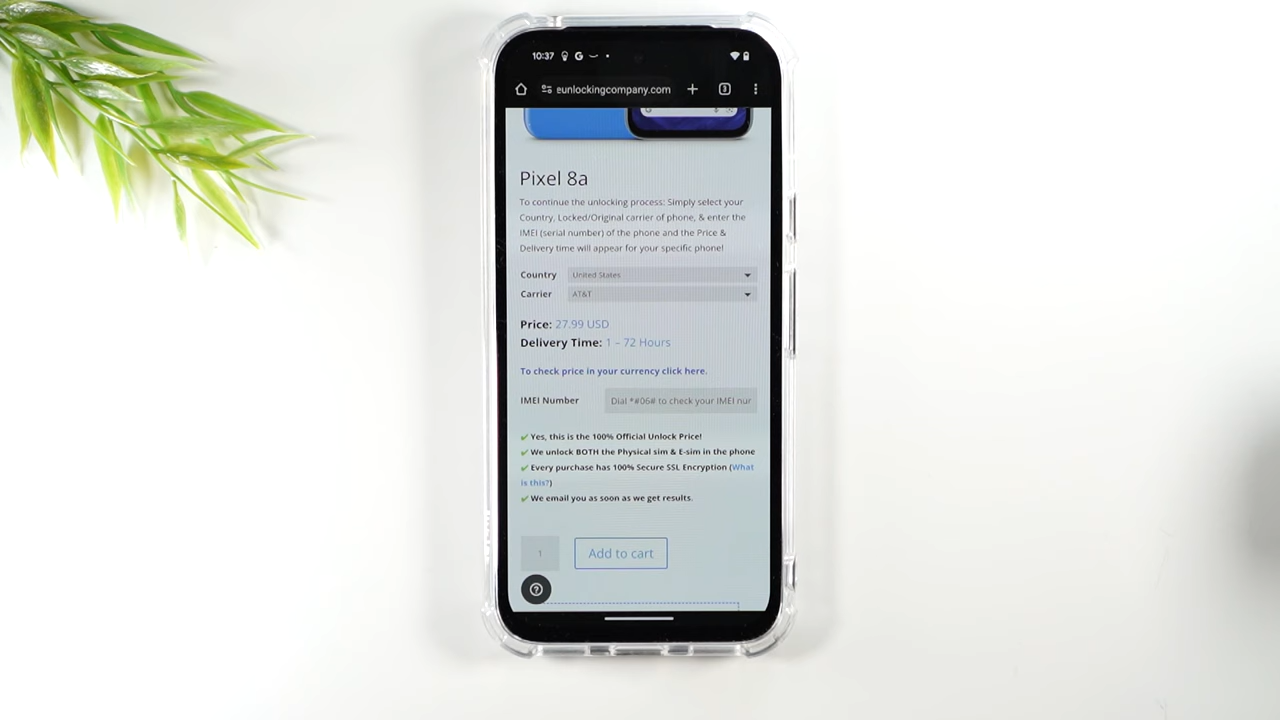 10:37
eunlockingcompany.com
3
Pixel 8a
To continue the unlocking process: Simply select your
Country, Locked/Original carrier of phone, & enter the
IMEI (serial number) of the phone and the Price &
Delivery time will appear for your specific phone!
Country United States
Carrier AT&T
Price: 27.99 USD
Delivery Time: 1 – 72 Hours
To check price in your currency click here.
IMEI Number Dial *#06# to check your IMEI nur
✔ Yes, this is the 100% Official Unlock Price!
✔ We unlock BOTH the Physical sim & E-sim in the phone
✔ Every purchase has 100% Secure SSL Encryption (What
is this?)
✔ We email you as soon as we get results.
1 Add to cart